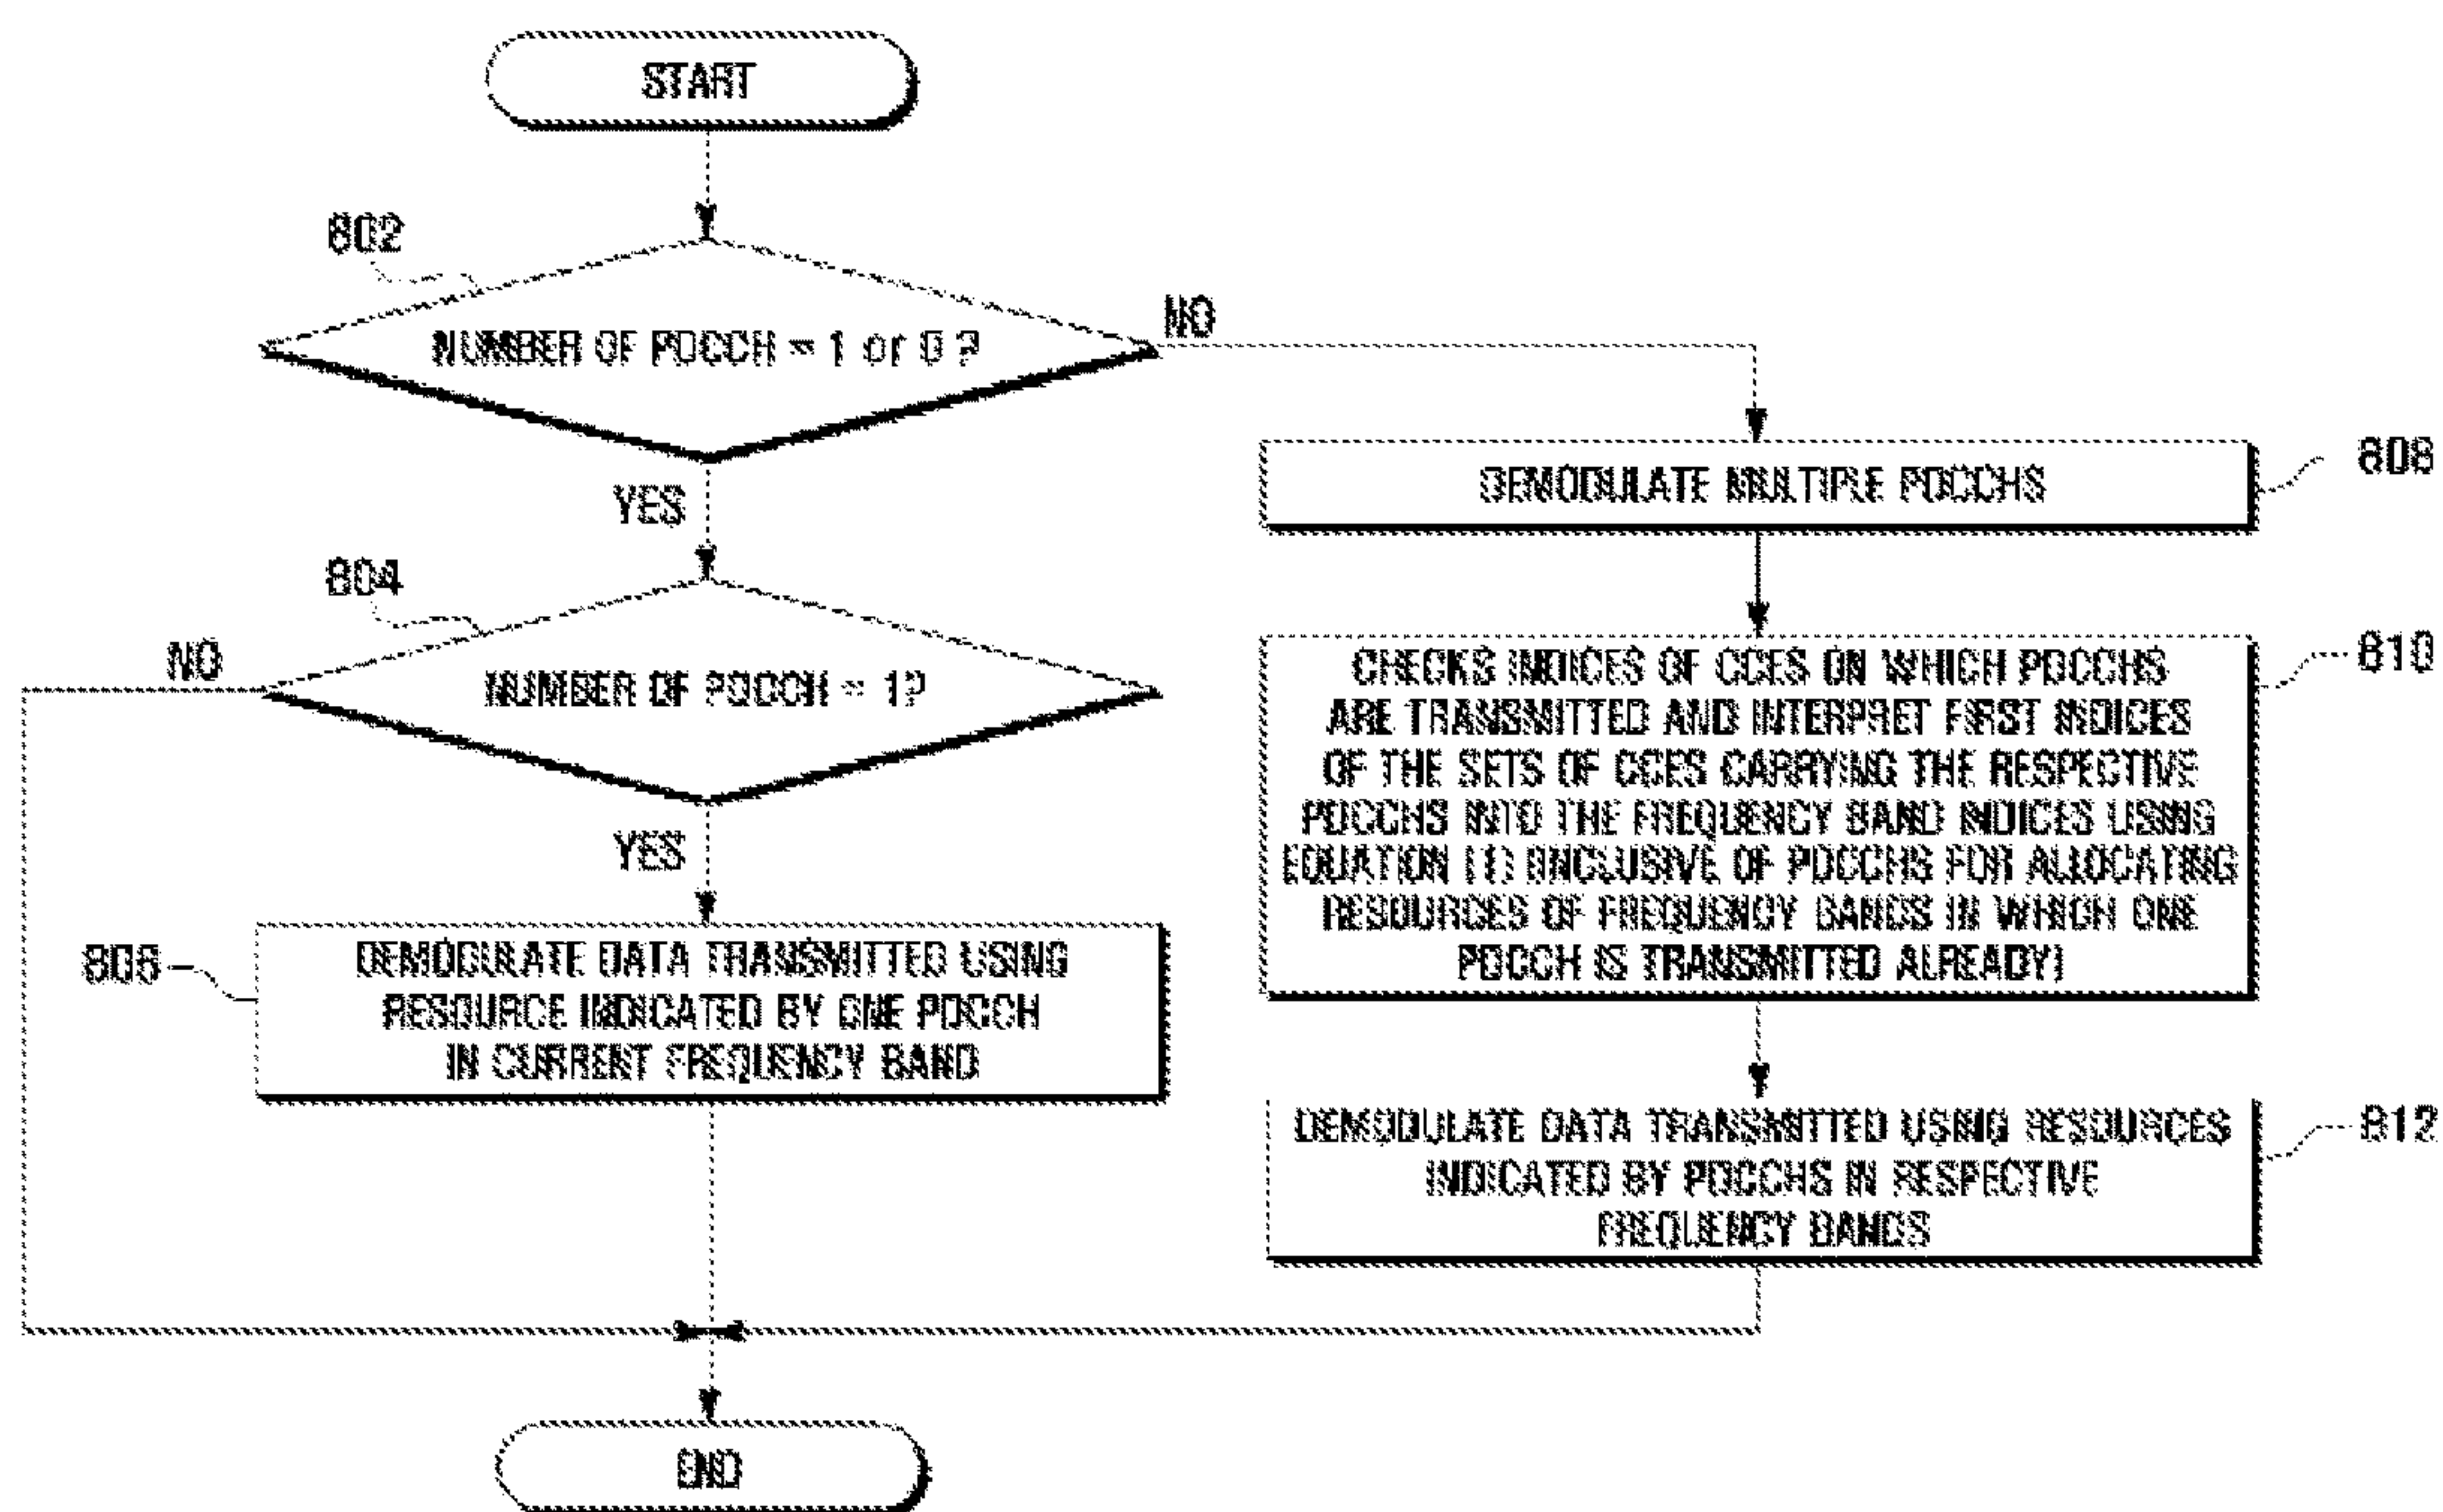 START
802
NUMBER OF PDCCH = 1 or 0 ?
NO
YES
804
NO
NUMBER OF PDCCH = 1?
YES
806
DEMODULATE DATA TRANSMITTED USING
RESOURCE INDICATED BY ONE PDCCH
IN CURRENT FREQUENCY BAND
DEMODULATE MULTIPLE PDCCHS
808
CHECKS INDICES OF CCES ON WHICH PDCCHS
ARE TRANSMITTED AND INTERPRET FIRST INDICES
OF THE SETS OF CCES CARRYING THE RESPECTIVE
PDCCHS INTO THE FREQUENCY BAND INDICES USING
EQUATION (1) (INCLUSIVE OF PDCCHS FOR ALLOCATING
RESOURCES OF FREQUENCY BANDS IN WHICH ONE
PDCCH IS TRANSMITTED ALREADY)
810
DEMODULATE DATA TRANSMITTED USING RESOURCES
INDICATED BY PDCCHS IN RESPECTIVE
FREQUENCY BANDS
812
END